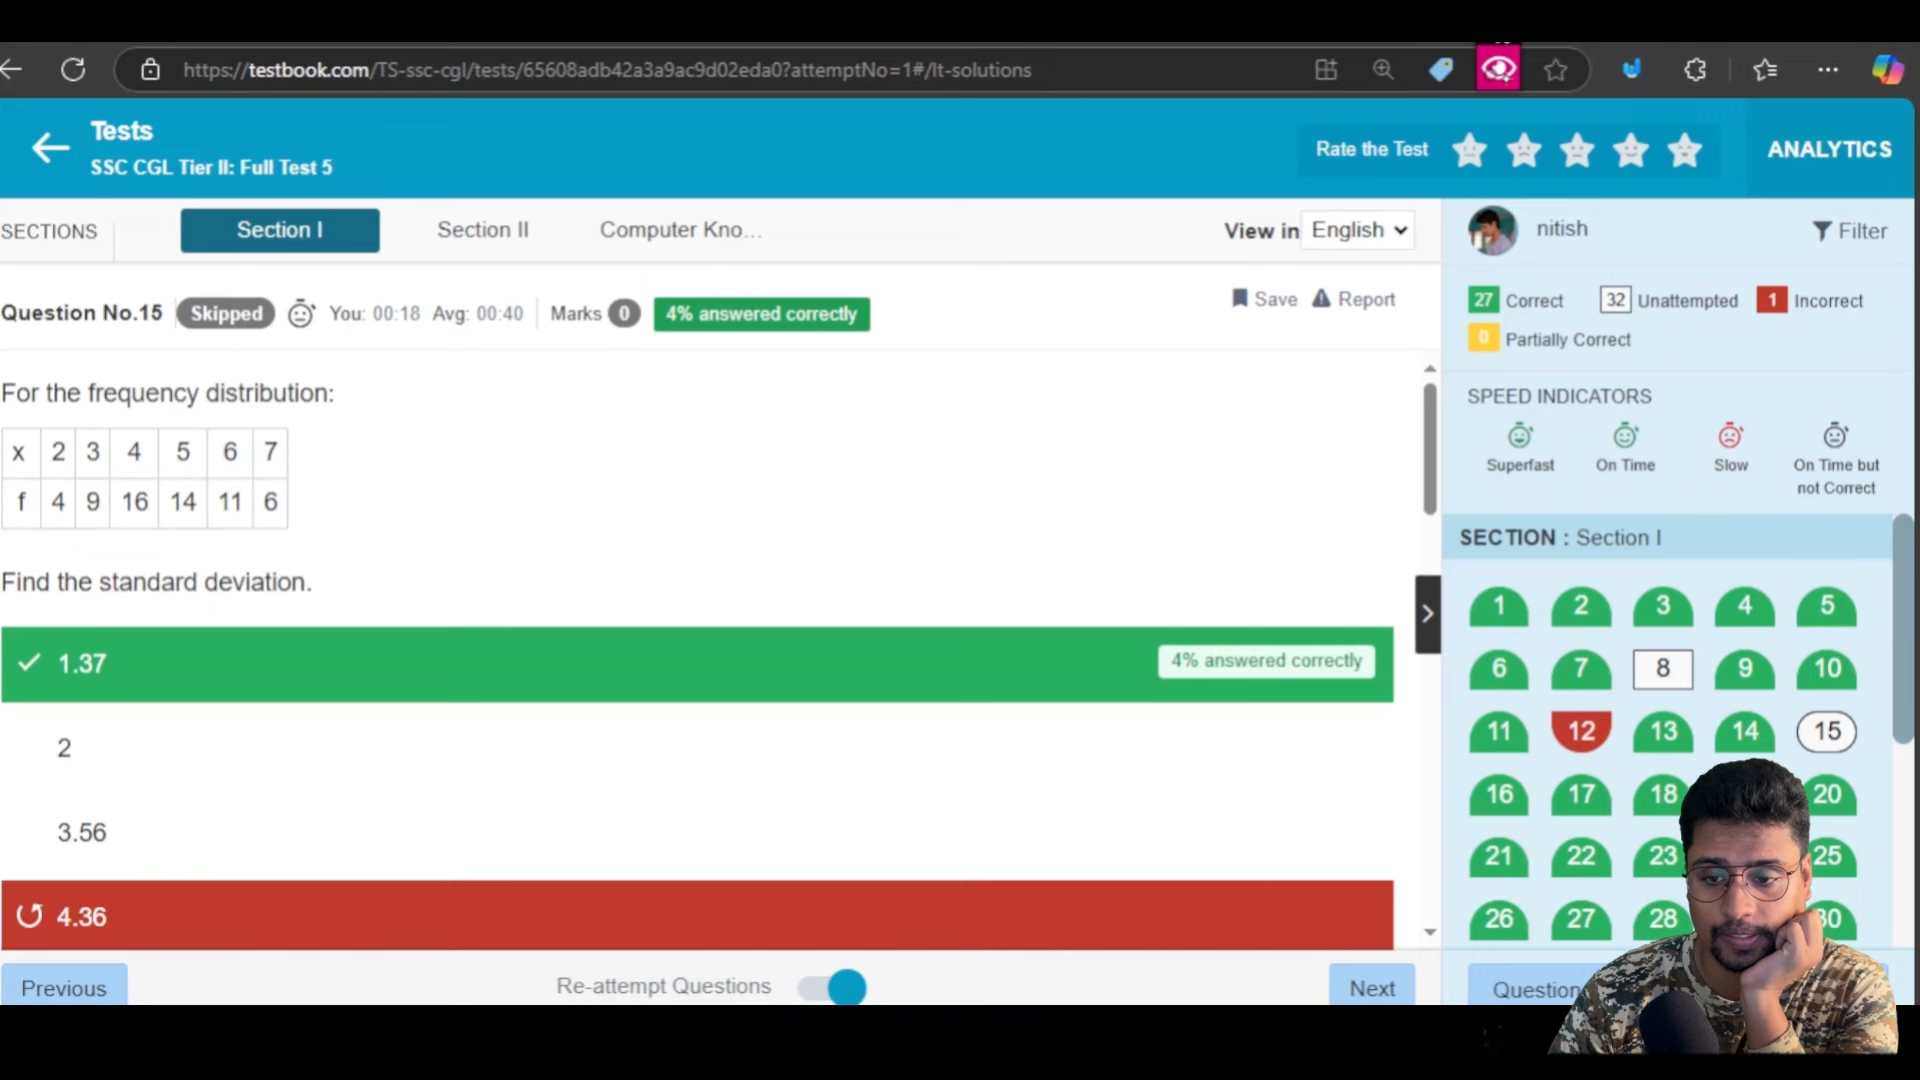 https://testbook.com/TS-ssc-cgl/tests/65608adb42a3a9ac9d02eda0?attemptNo=1#/lt-solutions
Tests
SSC CGL Tier II: Full Test 5
Rate the Test
ANALYTICS
SECTIONS
Section I
Section II
Computer Kno...
View in
English
nitish
Filter
Question No.15
Skipped
You: 00:18
Avg: 00:40
Marks
0
4% answered correctly
Save
Report
27 Correct
32 Unattempted
1 Incorrect
0 Partially Correct
For the frequency distribution:
x 2 3 4 5 6 7
f 4 9 16 14 11 6
Find the standard deviation.
1.37
4% answered correctly
2
3.56
4.36
SPEED INDICATORS
Superfast
On Time
Slow
On Time but
not Correct
SECTION : Section I
1 2 3 4 5
6 7 8 9 10
11 12 13 14 15
16 17 18 20
21 22 23 25
26 27 28
Previous
Re-attempt Questions
Next